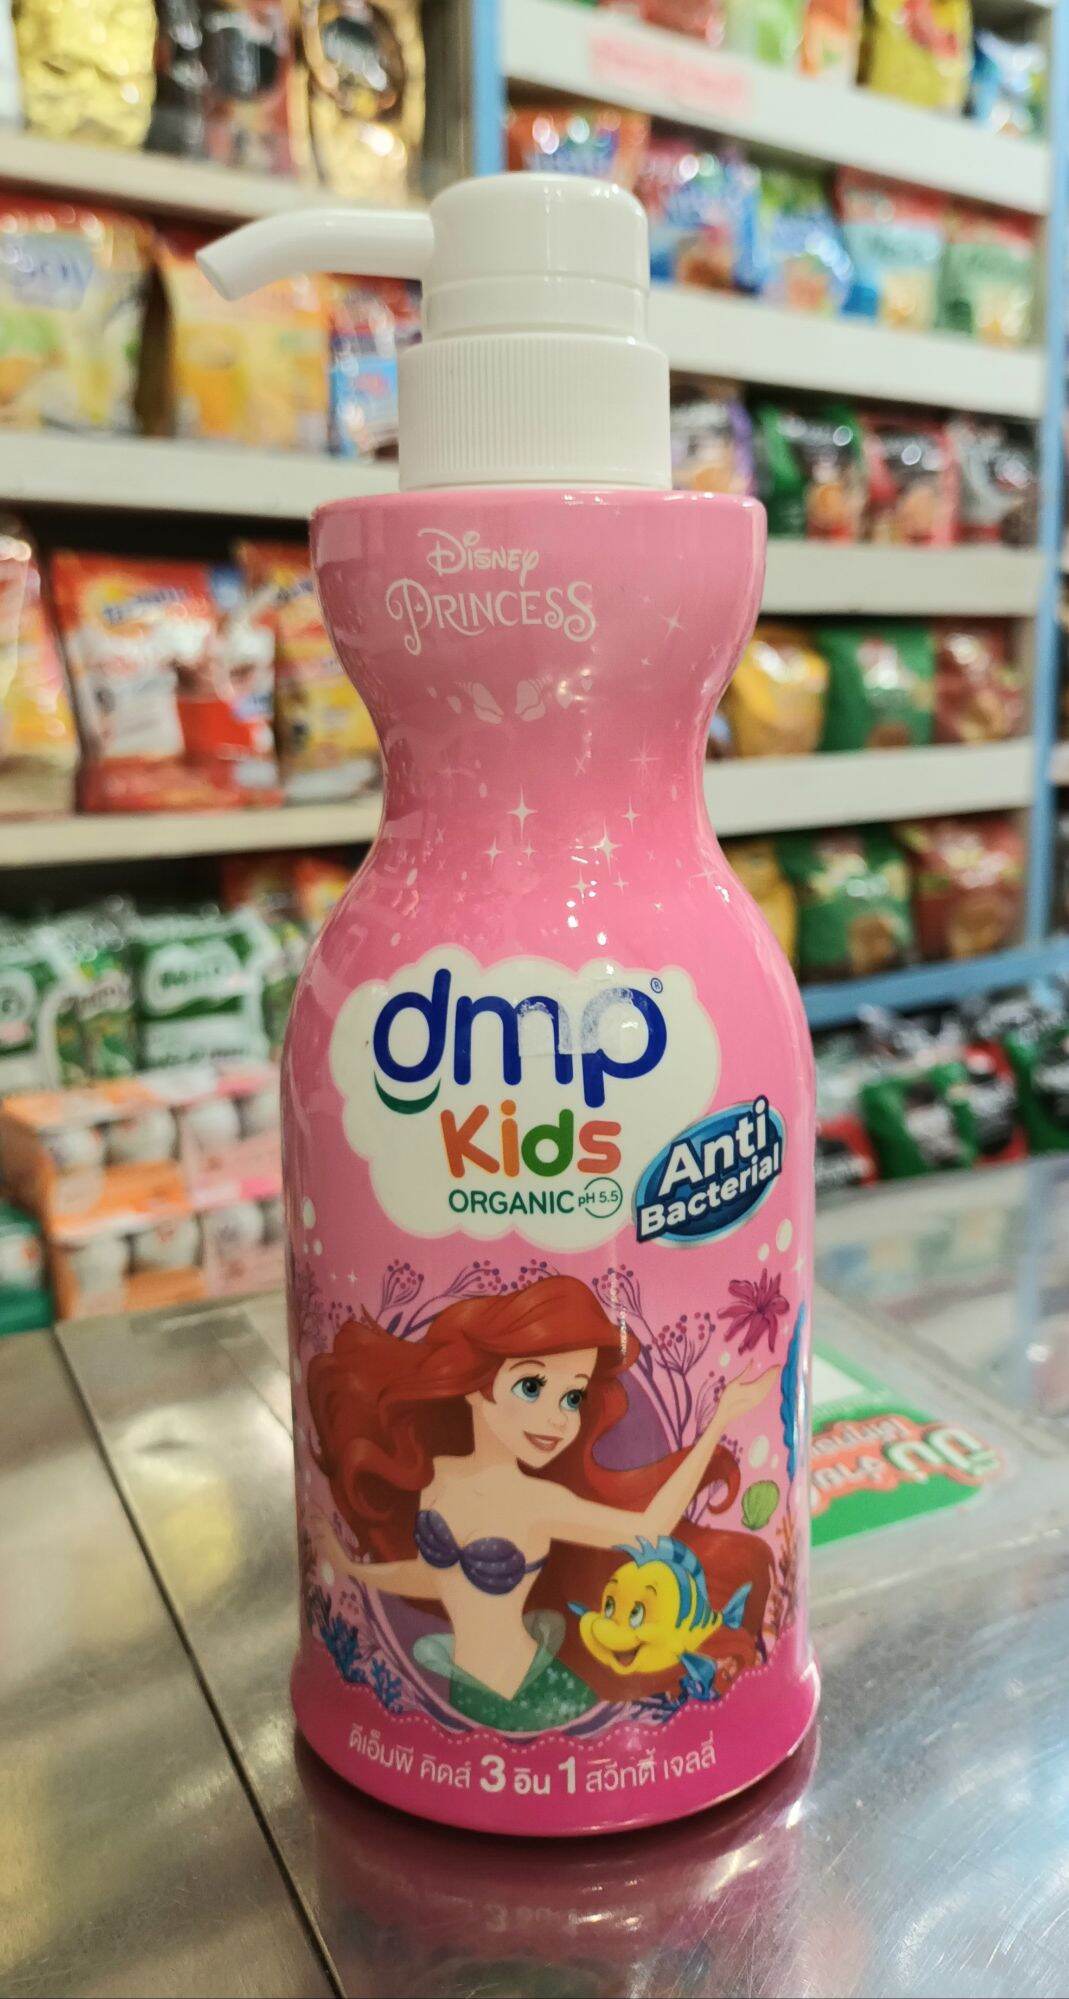 Disney
PRINCESS
dmp®
Kids
ORGANIC pH 5.5
Anti
Bacterial
ดีเอ็มพี คิดส์ 3 อิน 1 สวีทตี้ เจลลี่